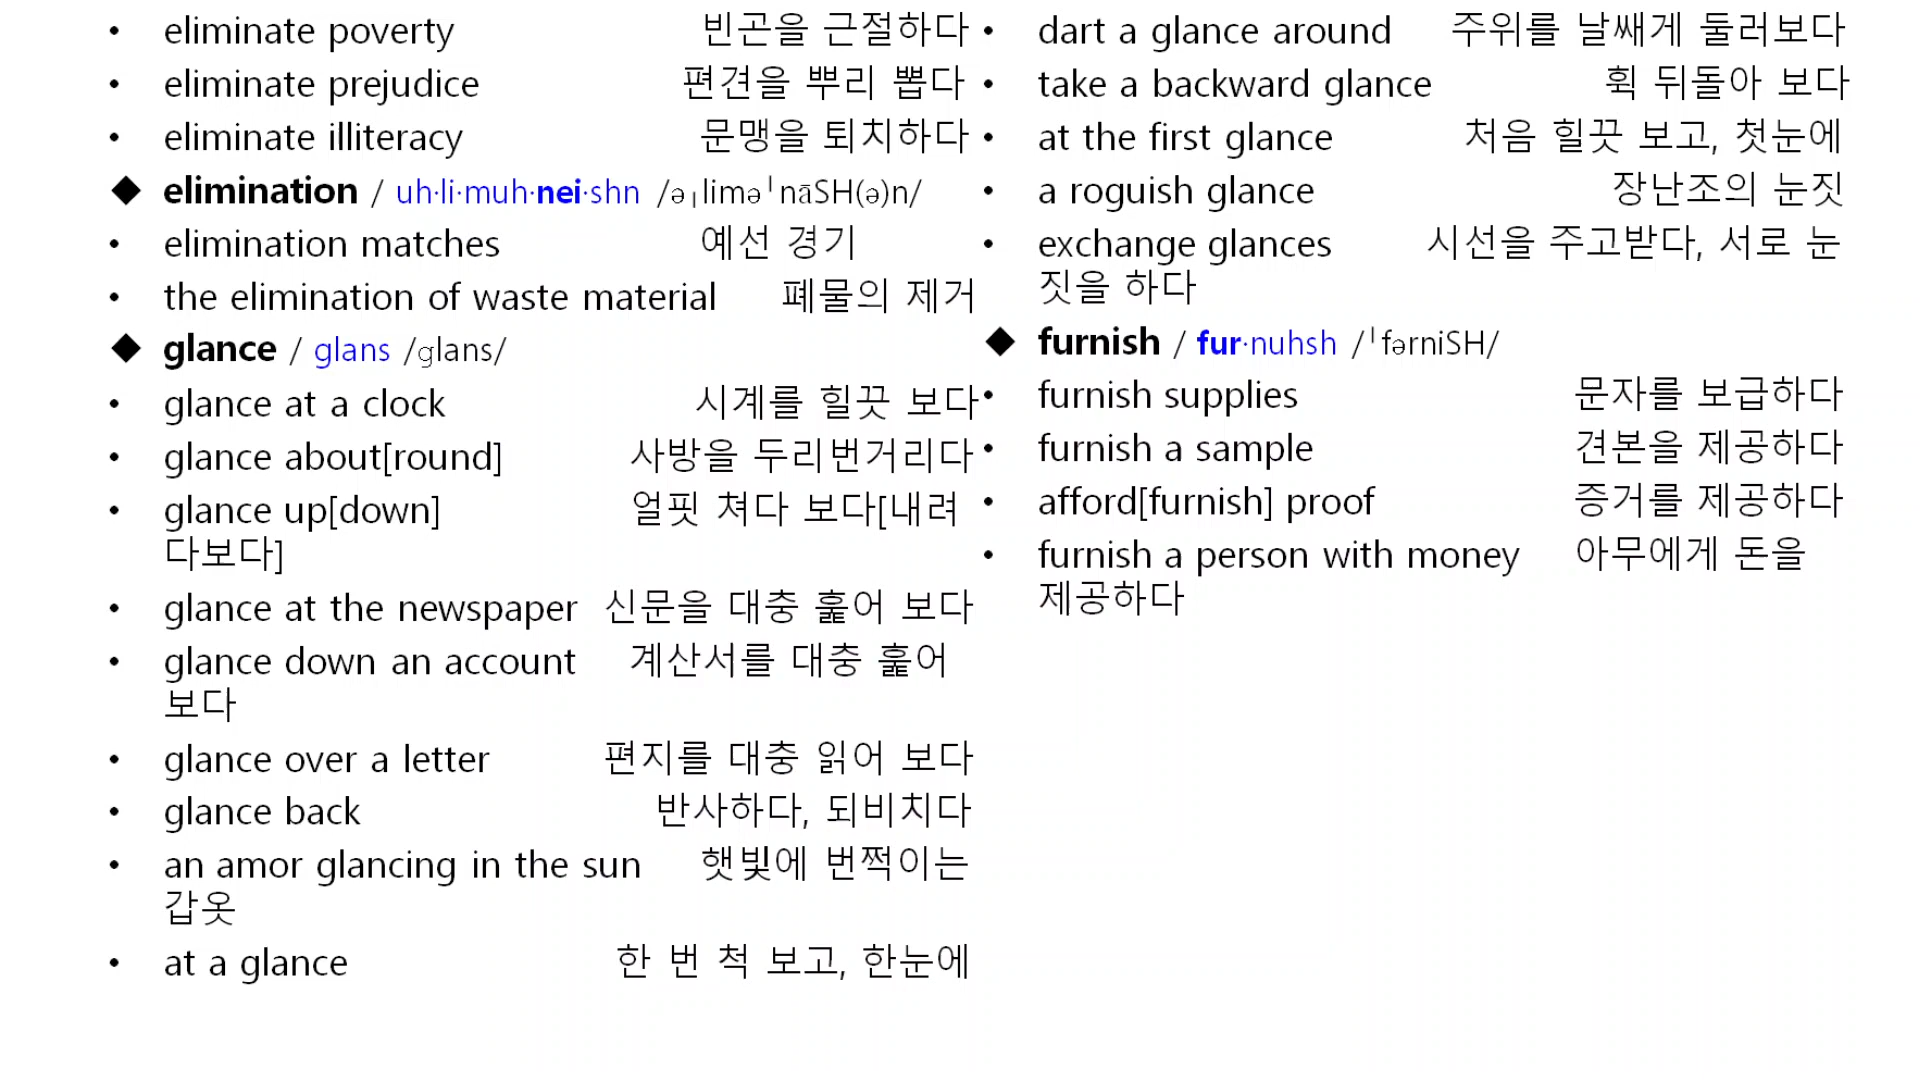 • eliminate poverty 빈곤을 근절하다
• eliminate prejudice 편견을 뿌리 뽑다
• eliminate illiteracy 문맹을 퇴치하다
◆ elimination / uh·li·muh·nei·shn /əˌliməˈnāSH(ə)n/
• elimination matches 예선 경기
• the elimination of waste material 폐물의 제거
◆ glance / glans /ɡlans/
• glance at a clock 시계를 힐끗 보다
• glance about[round] 사방을 두리번거리다
• glance up[down] 얼핏 쳐다 보다[내려
다보다]
• glance at the newspaper 신문을 대충 훑어 보다
• glance down an account 계산서를 대충 훑어
보다
• glance over a letter 편지를 대충 읽어 보다
• glance back 반사하다, 되비치다
• an amor glancing in the sun 햇빛에 번쩍이는
갑옷
• at a glance 한 번 척 보고, 한눈에
• dart a glance around 주위를 날쌔게 둘러보다
• take a backward glance 휙 뒤돌아 보다
• at the first glance 처음 힐끗 보고, 첫눈에
• a roguish glance 장난조의 눈짓
• exchange glances 시선을 주고받다, 서로 눈
짓을 하다
◆ furnish / fur·nuhsh /ˈfərniSH/
• furnish supplies 문자를 보급하다
• furnish a sample 견본을 제공하다
• afford[furnish] proof 증거를 제공하다
• furnish a person with money 아무에게 돈을
제공하다